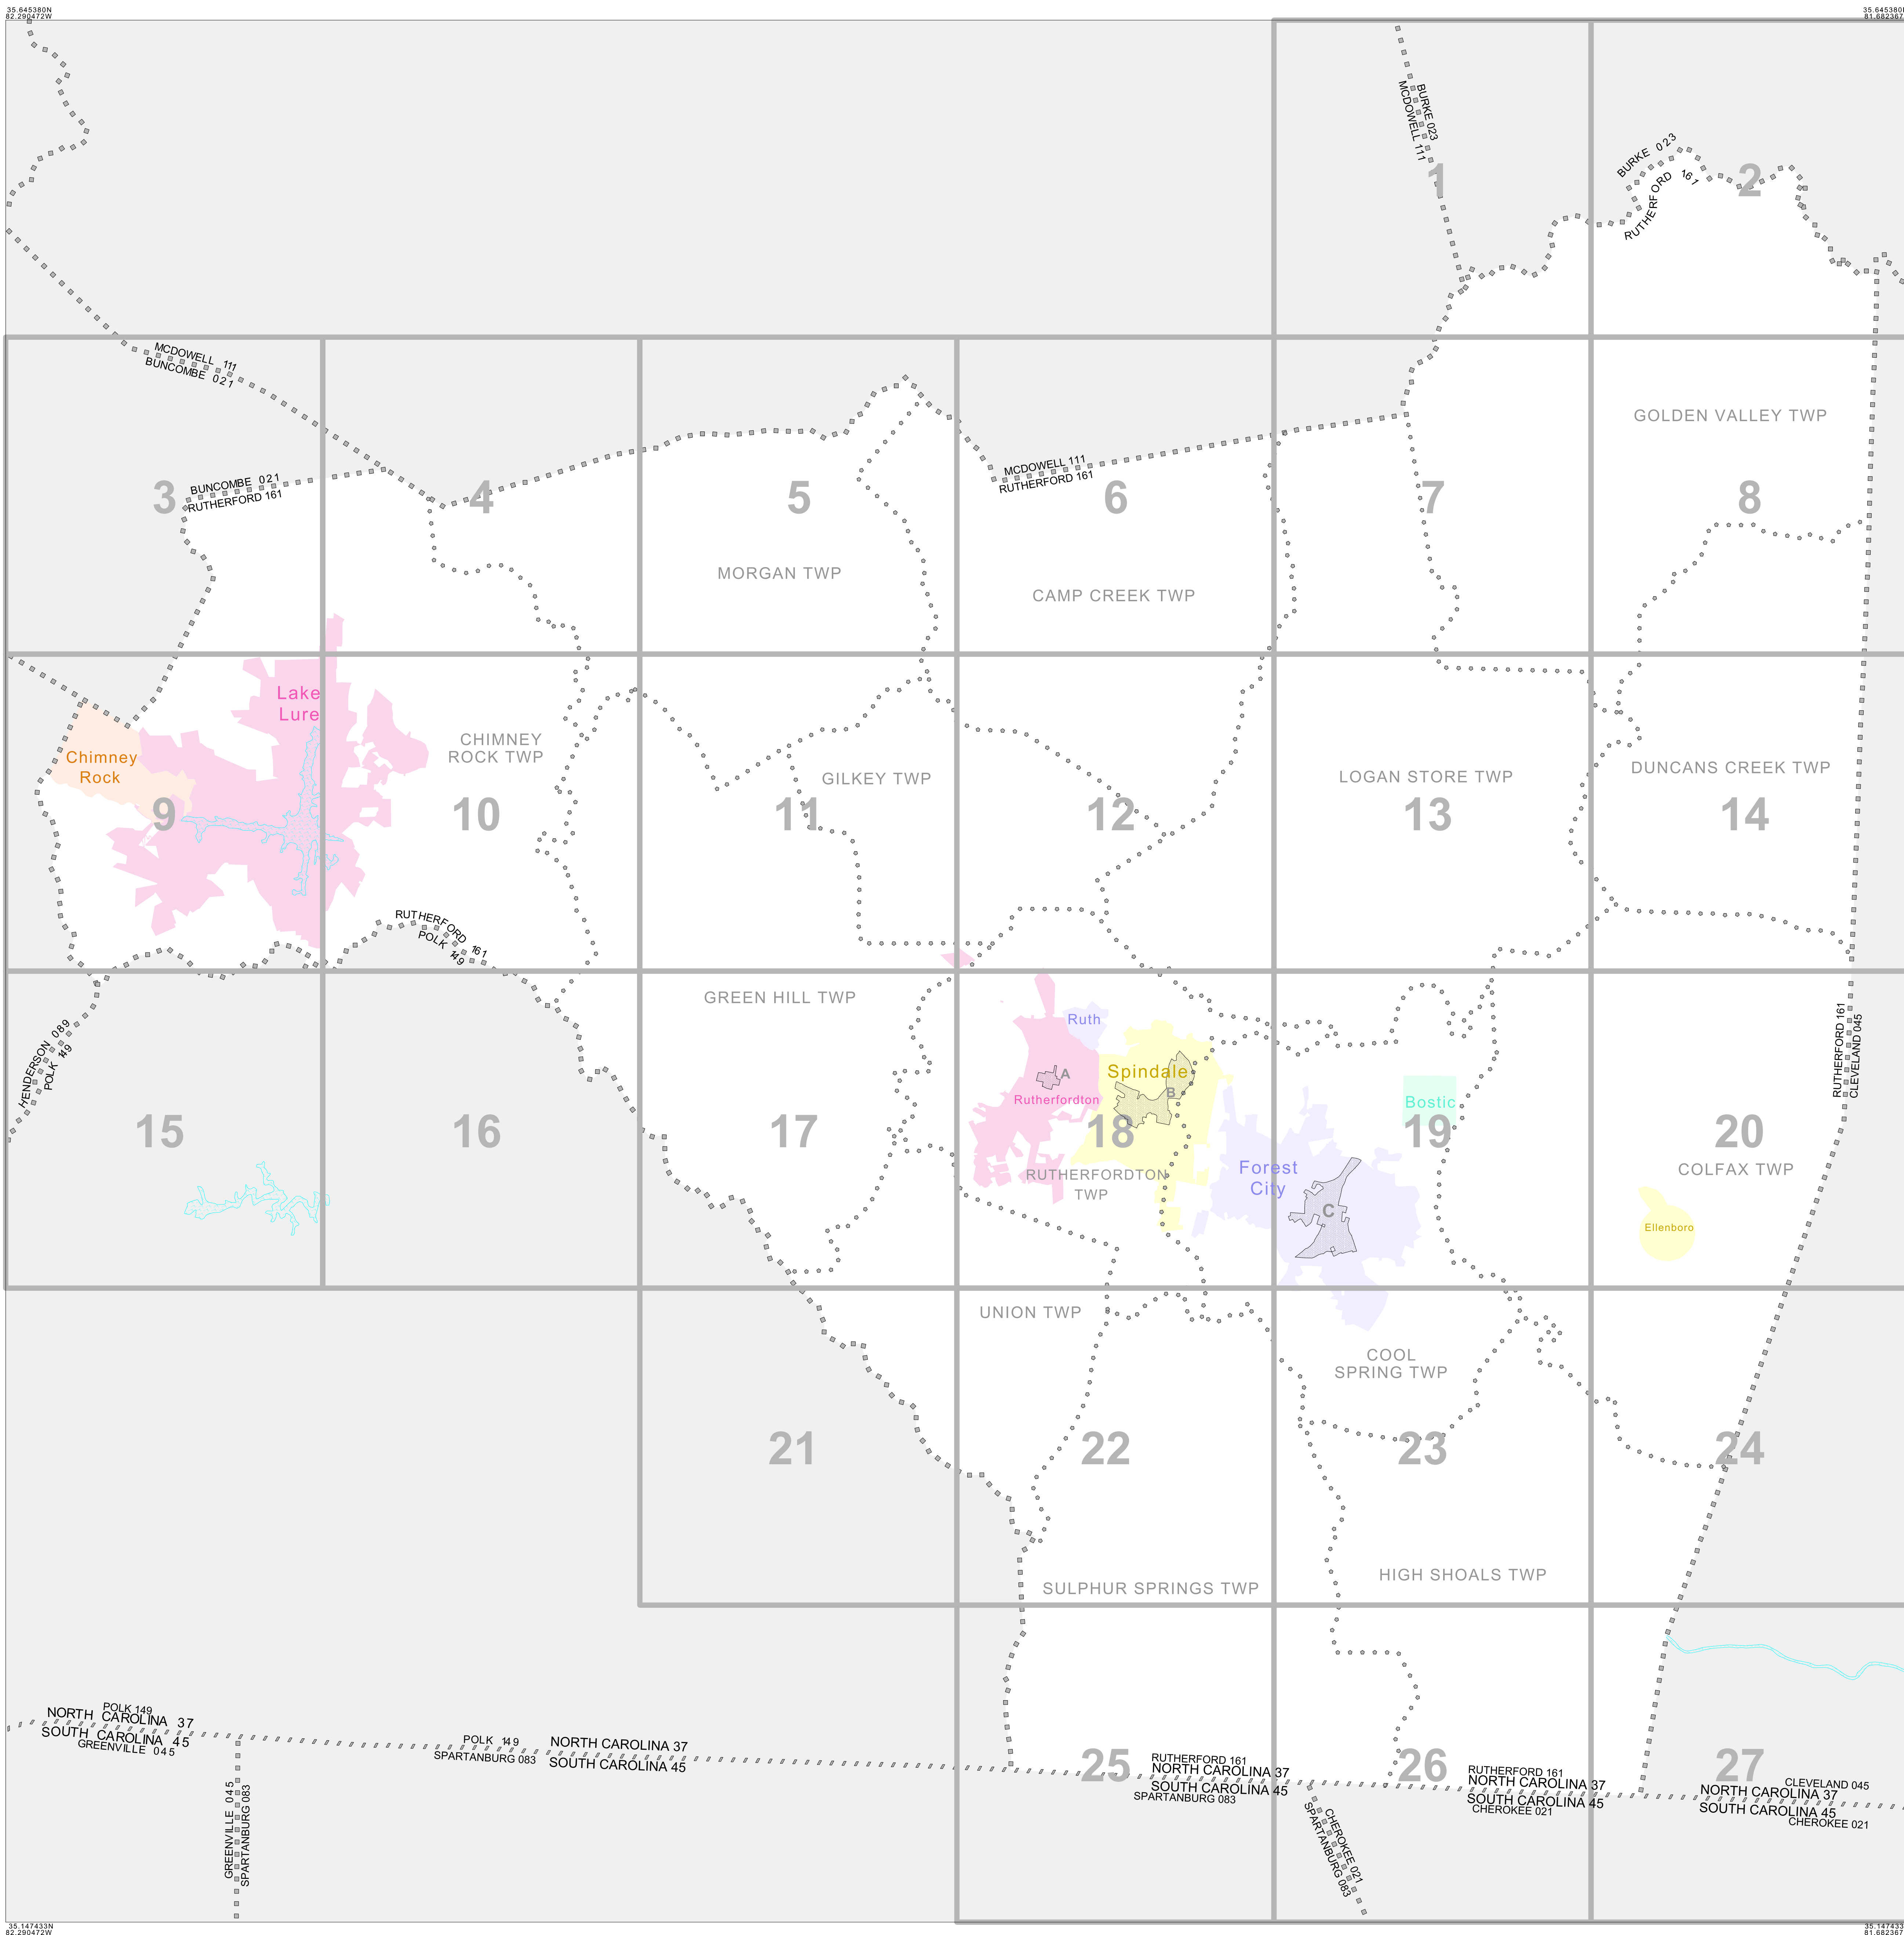 35.645380N
82.290472W
35.645380N
81.682367
BURKE 023
MCDOWELL 111
1
BURKE 023
RUTHERFORD 161
2
MCDOWELL 111
BUNCOMBE 021
BUNCOMBE 021
RUTHERFORD 161
3
4
5
MCDOWELL 111
RUTHERFORD 161
6
7
GOLDEN VALLEY TWP
8
MORGAN TWP
CAMP CREEK TWP
Lake
Lure
Chimney
Rock
9
CHIMNEY
ROCK TWP
10
GILKEY TWP
11
12
LOGAN STORE TWP
13
DUNCANS CREEK TWP
14
RUTHERFORD 161
POLK 149
GREEN HILL TWP
HENDERSON 089
POLK 149
15
16
17
Ruth
A
Rutherfordton
Spindale
B
18
RUTHERFORDTON
TWP
Forest
City
C
Bostic
19
RUTHERFORD 161
CLEVELAND 045
20
COLFAX TWP
Ellenboro
UNION TWP
COOL
SPRING TWP
21
22
23
24
SULPHUR SPRINGS TWP
HIGH SHOALS TWP
POLK 149
NORTH CAROLINA 37
SOUTH CAROLINA 45
GREENVILLE 045
GREENVILLE 045
SPARTANBURG 083
POLK 149
SPARTANBURG 083
NORTH CAROLINA 37
SOUTH CAROLINA 45
25
RUTHERFORD 161
NORTH CAROLINA 37
SOUTH CAROLINA 45
SPARTANBURG 083
CHEROKEE 021
SPARTANBURG 083
26
RUTHERFORD 161
NORTH CAROLINA 37
SOUTH CAROLINA 45
CHEROKEE 021
27
CLEVELAND 045
NORTH CAROLINA 37
SOUTH CAROLINA 45
CHEROKEE 021
35.147433N
82.290472W
35.147433
81.682367